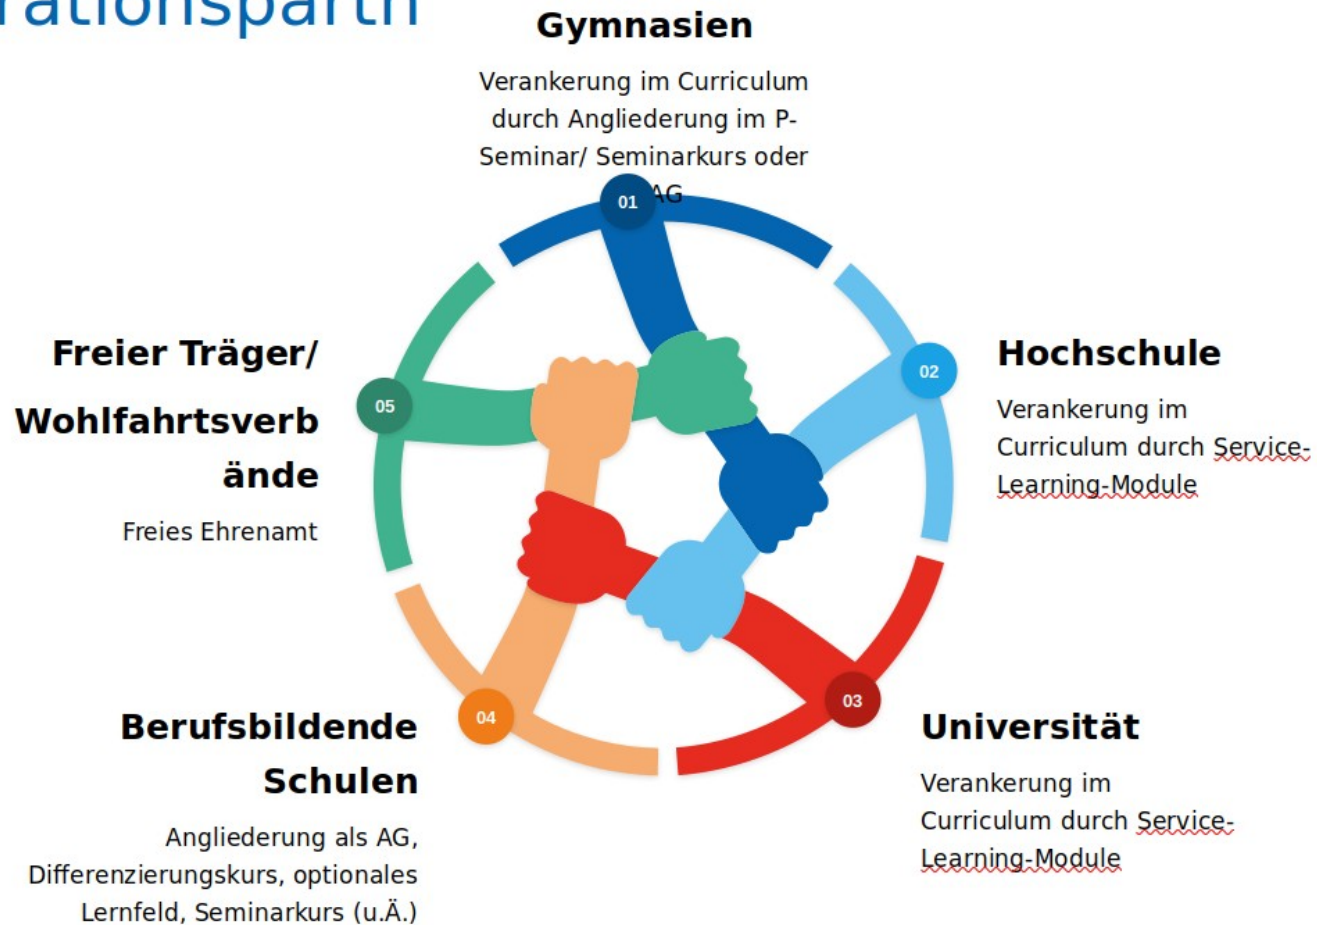 rationspartn
Gymnasien
Verankerung im Curriculum
durch Angliederung im P-
Seminar/ Seminarkurs oder
AG
01
02
03
04
05
Hochschule
Verankerung im
Curriculum durch Service-
Learning-Module
Universität
Verankerung im
Curriculum durch Service-
Learning-Module
Berufsbildende
Schulen
Angliederung als AG,
Differenzierungskurs, optionales
Lernfeld, Seminarkurs (u.Ä.)
Freier Träger/
Wohlfahrtsverb
ände
Freies Ehrenamt